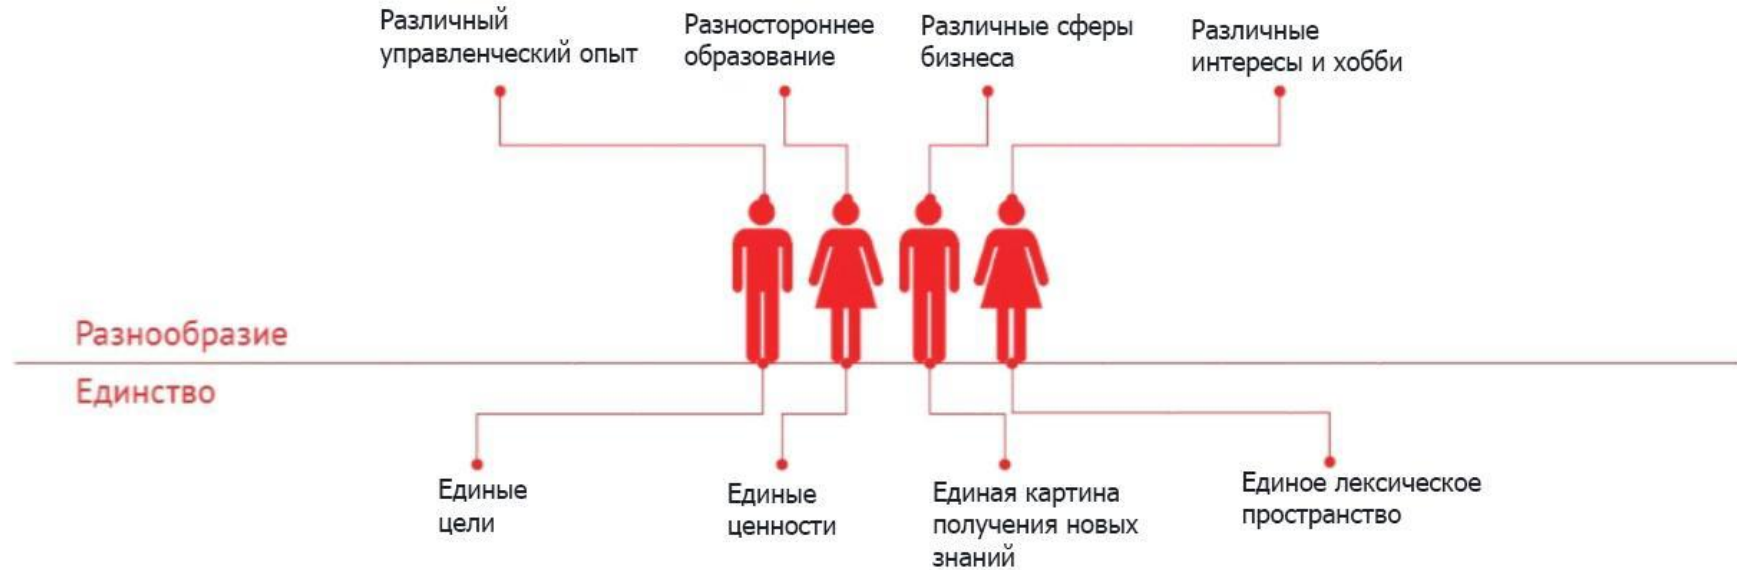 Различный
управленческий опыт
Разностороннее
образование
Различные сферы
бизнеса
Различные
интересы и хобби
Разнообразие
Единство
Единые
цели
Единые
ценности
Единая картина
получения новых
знаний
Единое лексическое
пространство